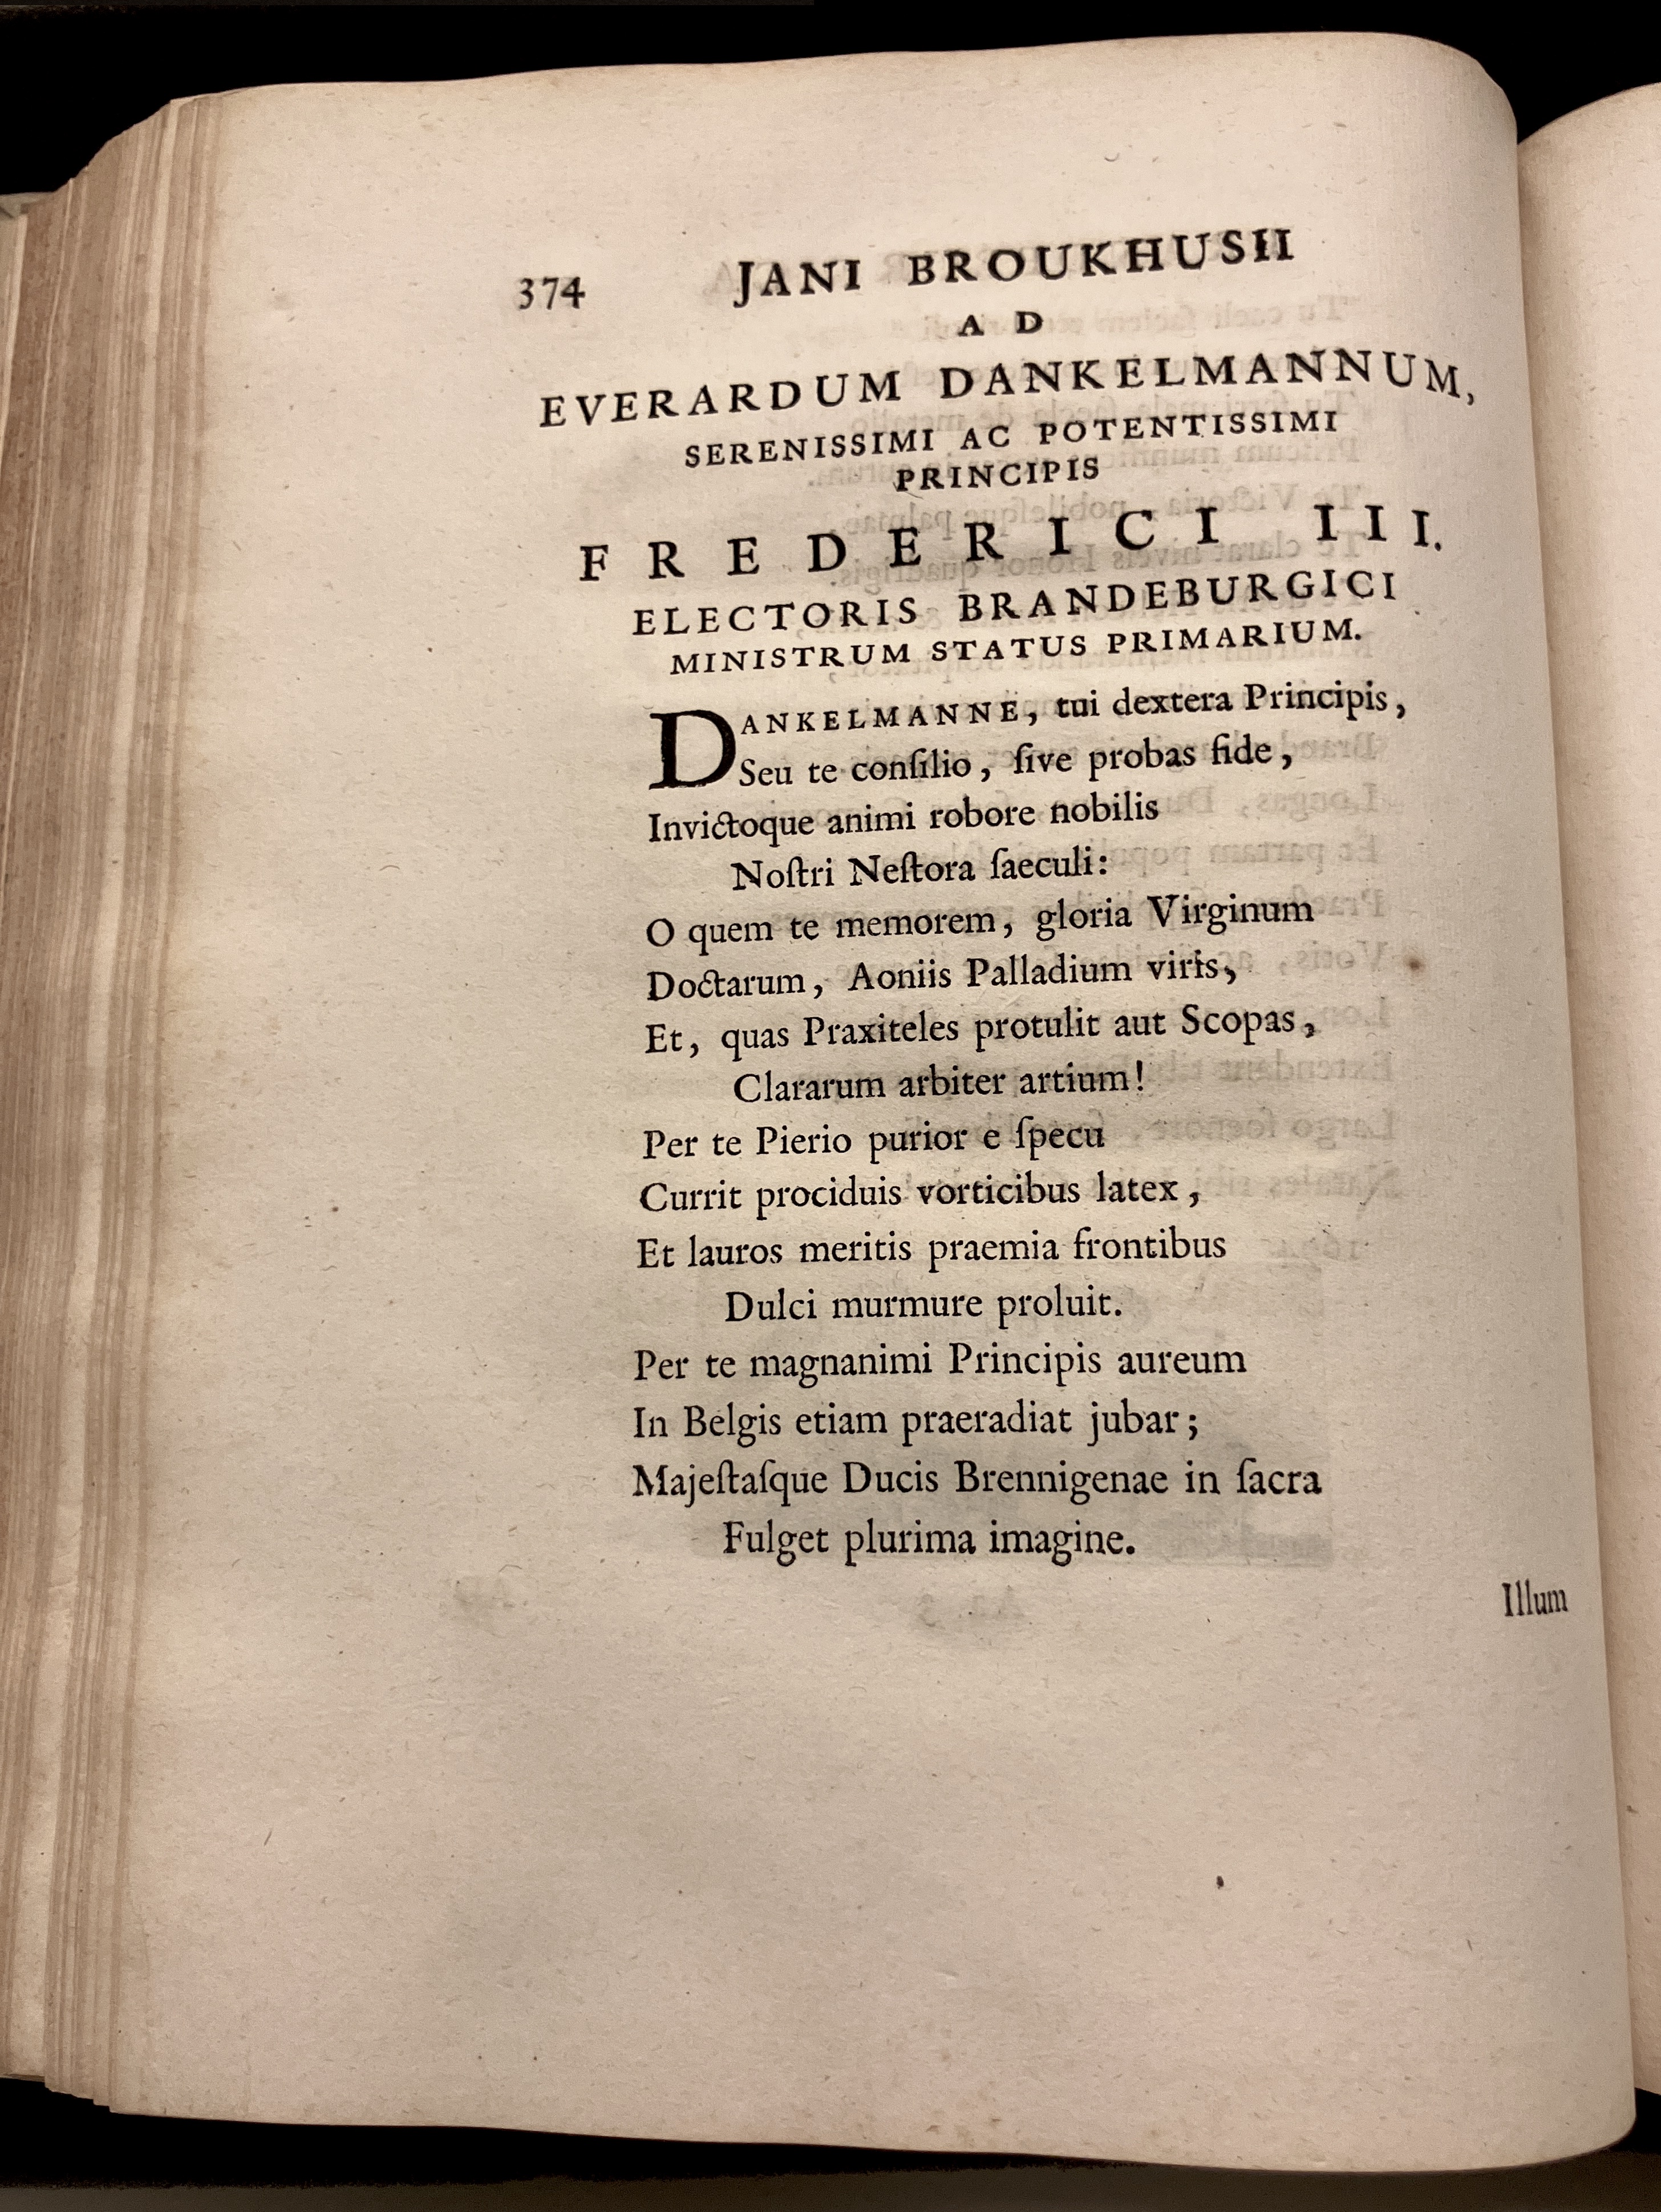 374 JANI BROUKHUSII
AD
EVERARDUM DANKELMANNUM,
SERENISSIMI AC POTENTISSIMI
PRINCIPIS
FREDERICI III.
ELECTORIS BRANDEBURGICI
MINISTRUM STATUS PRIMARIUM.
DANKELMANNE, tui dextera Principis,
Seu te conſilio, ſive probas fide,
Invictoque animi robore nobilis
Noſtri Neſtora ſaeculi:
O quem te memorem, gloria Virginum
Doctarum, Aoniis Palladium viris,
Et, quas Praxiteles protulit aut Scopas,
Clararum arbiter artium!
Per te Pierio purior e ſpecu
Currit prociduis vorticibus latex,
Et lauros meritis praemia frontibus
Dulci murmure proluit.
Per te magnanimi Principis aureum
In Belgis etiam praeradiat jubar;
Majeſtaſque Ducis Brennigenae in ſacra
Fulget plurima imagine.
Illum